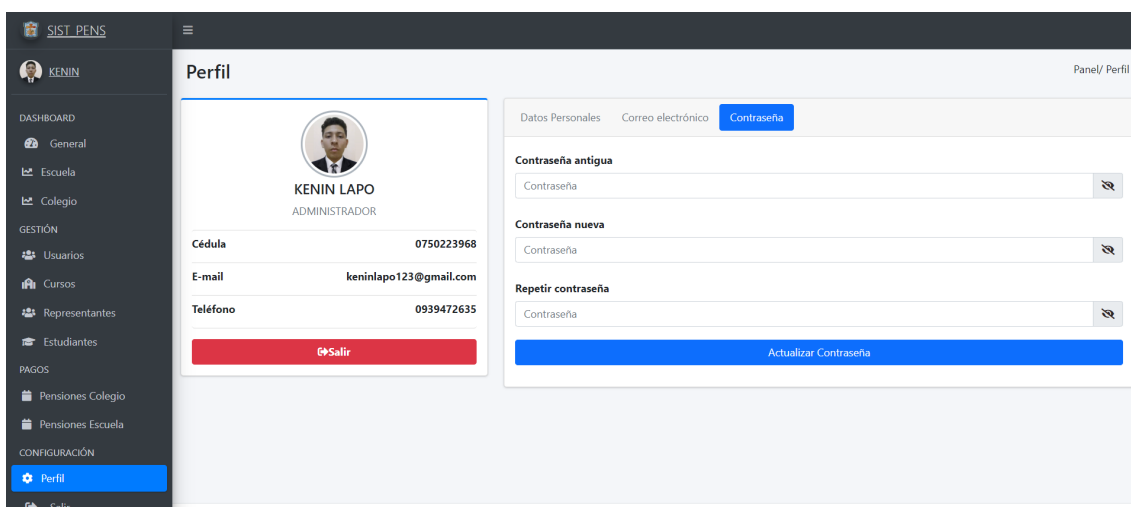 SIST_PENS
KENIN
DASHBOARD
General
Escuela
Colegio
GESTIÓN
Usuarios
Cursos
Representantes
Estudiantes
PAGOS
Pensiones Colegio
Pensiones Escuela
CONFIGURACIÓN
Perfil
Salir
Perfil
Panel/ Perfil
KENIN LAPO
ADMINISTRADOR
Cédula 0750223968
E-mail keninlapo123@gmail.com
Teléfono 0939472635
Salir
Datos Personales Correo electrónico Contraseña
Contraseña antigua
Contraseña
Contraseña nueva
Contraseña
Repetir contraseña
Contraseña
Actualizar Contraseña